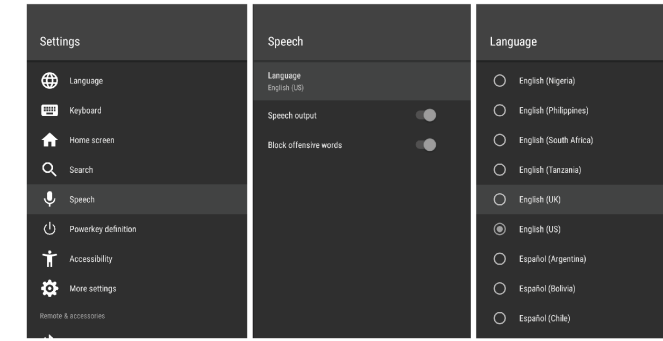 Settings
Language
Keyboard
Home screen
Search
Speech
Powerkey definition
Accessibility
More settings
Remote & accessories
Speech
Language
English (US)
Speech output
Block offensive words
Language
English (Nigeria)
English (Philippines)
English (South Africa)
English (Tanzania)
English (UK)
English (US)
Español (Argentina)
Español (Bolivia)
Español (Chile)